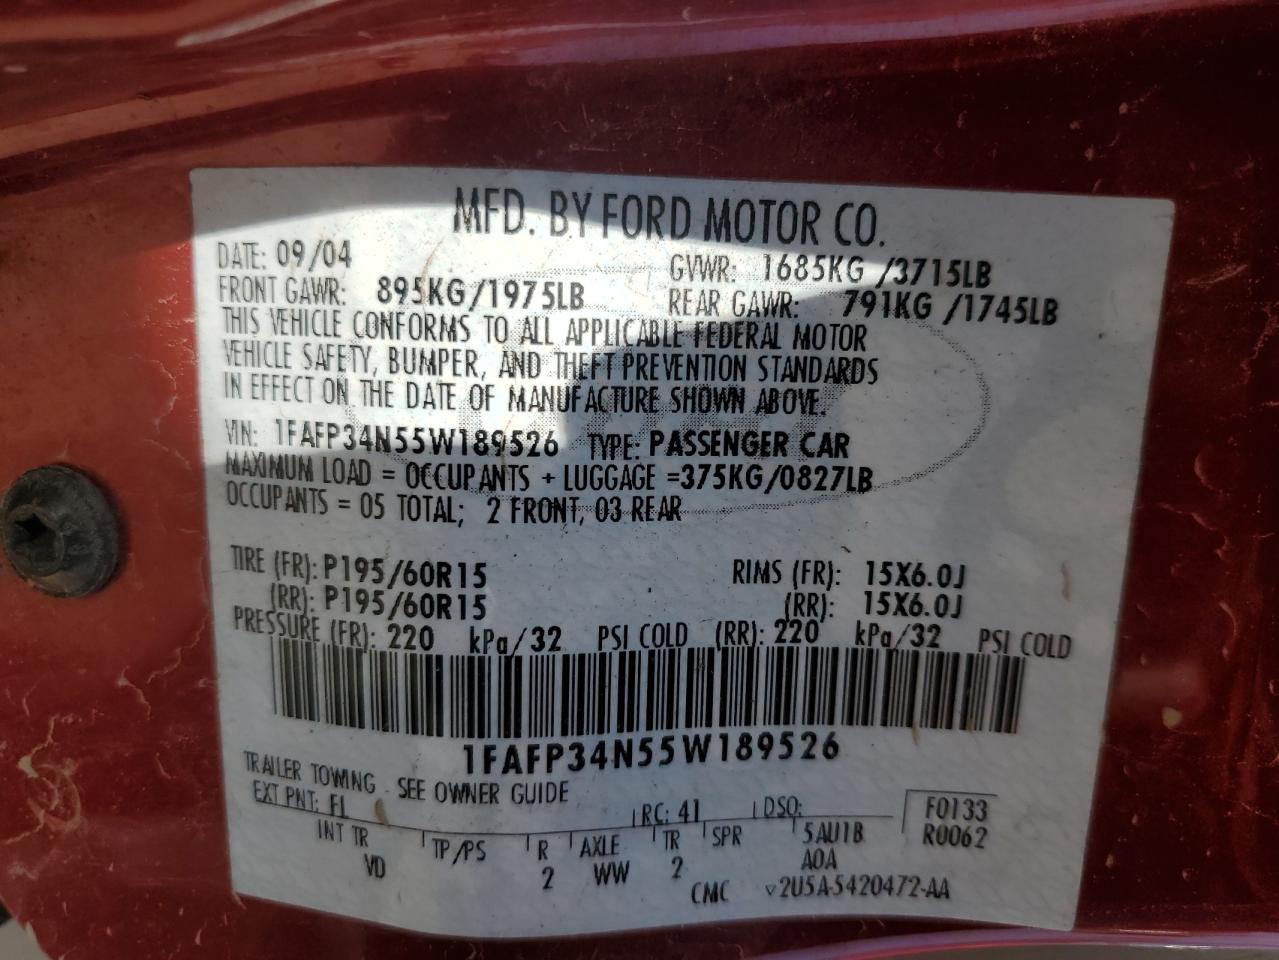 MFD. BY FORD MOTOR CO.
DATE: 09/04 GVWR: 1685KG /3715LB
FRONT GAWR: 895KG/1975LB REAR GAWR: 791KG /1745LB
THIS VEHICLE CONFORMS TO ALL APPLICABLE FEDERAL MOTOR
VEHICLE SAFETY, BUMPER, AND THEFT PREVENTION STANDARDS
IN EFFECT ON THE DATE OF MANUFACTURE SHOWN ABOVE.
VIN: 1FAFP34N55W189526 TYPE: PASSENGER CAR
MAXIMUM LOAD = OCCUPANTS + LUGGAGE =375KG/0827LB
OCCUPANTS = 05 TOTAL; 2 FRONT, 03 REAR
TIRE (FR): P195/60R15 RIMS (FR): 15X6.0J
(RR): P195/60R15 (RR): 15X6.0J
PRESSURE (FR): 220 kPa/32 PSI COLD (RR): 220 kPa/32 PSI COLD
1FAFP34N55W189526
TRAILER TOWING - SEE OWNER GUIDE
EXT PNT: FL RC: 41 DSO: F0133
INT TR TP/PS R AXLE TR SPR 5AU1B R0062
VD 2 WW 2 AOA
CMC v2U5A-5420472-AA